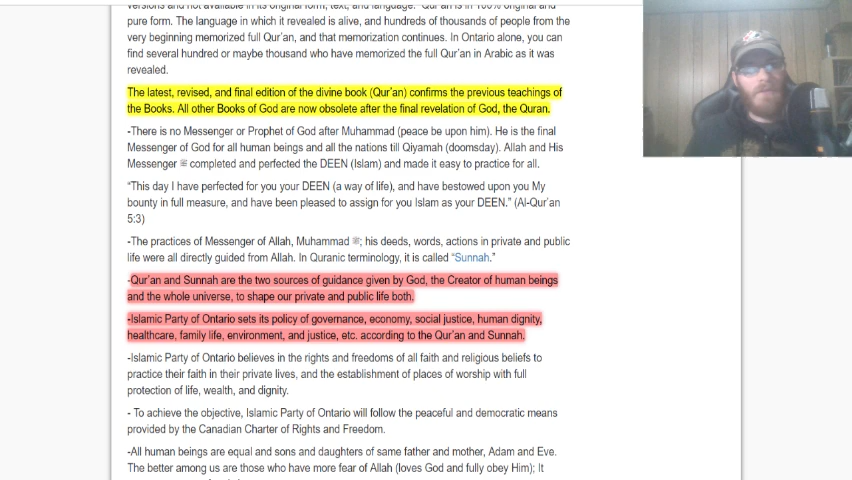 versions and not available in its original form, text, and language. Qur'an is in 100% original and
pure form. The language in which it revealed is alive, and hundreds of thousands of people from the
very beginning memorized full Qur'an, and that memorization continues. In Ontario alone, you can
find several hundred or maybe thousand who have memorized the full Qur'an in Arabic as it was
revealed.
The latest, revised, and final edition of the divine book (Qur'an) confirms the previous teachings of
the Books. All other Books of God are now obsolete after the final revelation of God, the Quran.
-There is no Messenger or Prophet of God after Muhammad (peace be upon him). He is the final
Messenger of God for all human beings and all the nations till Qiyamah (doomsday). Allah and His
Messenger ﷺ completed and perfected the DEEN (Islam) and made it easy to practice for all.
“This day I have perfected for you your DEEN (a way of life), and have bestowed upon you My
bounty in full measure, and have been pleased to assign for you Islam as your DEEN.” (Al-Qur'an
5:3)
-The practices of Messenger of Allah, Muhammad ﷺ; his deeds, words, actions in private and public
life were all directly guided from Allah. In Quranic terminology, it is called “Sunnah.”
-Qur'an and Sunnah are the two sources of guidance given by God, the Creator of human beings
and the whole universe, to shape our private and public life both.
-Islamic Party of Ontario sets its policy of governance, economy, social justice, human dignity,
healthcare, family life, environment, and justice, etc. according to the Qur'an and Sunnah.
-Islamic Party of Ontario believes in the rights and freedoms of all faith and religious beliefs to
practice their faith in their private lives, and the establishment of places of worship with full
protection of life, wealth, and dignity.
- To achieve the objective, Islamic Party of Ontario will follow the peaceful and democratic means
provided by the Canadian Charter of Rights and Freedom.
-All human beings are equal and sons and daughters of same father and mother, Adam and Eve.
The better among us are those who have more fear of Allah (loves God and fully obey Him); It